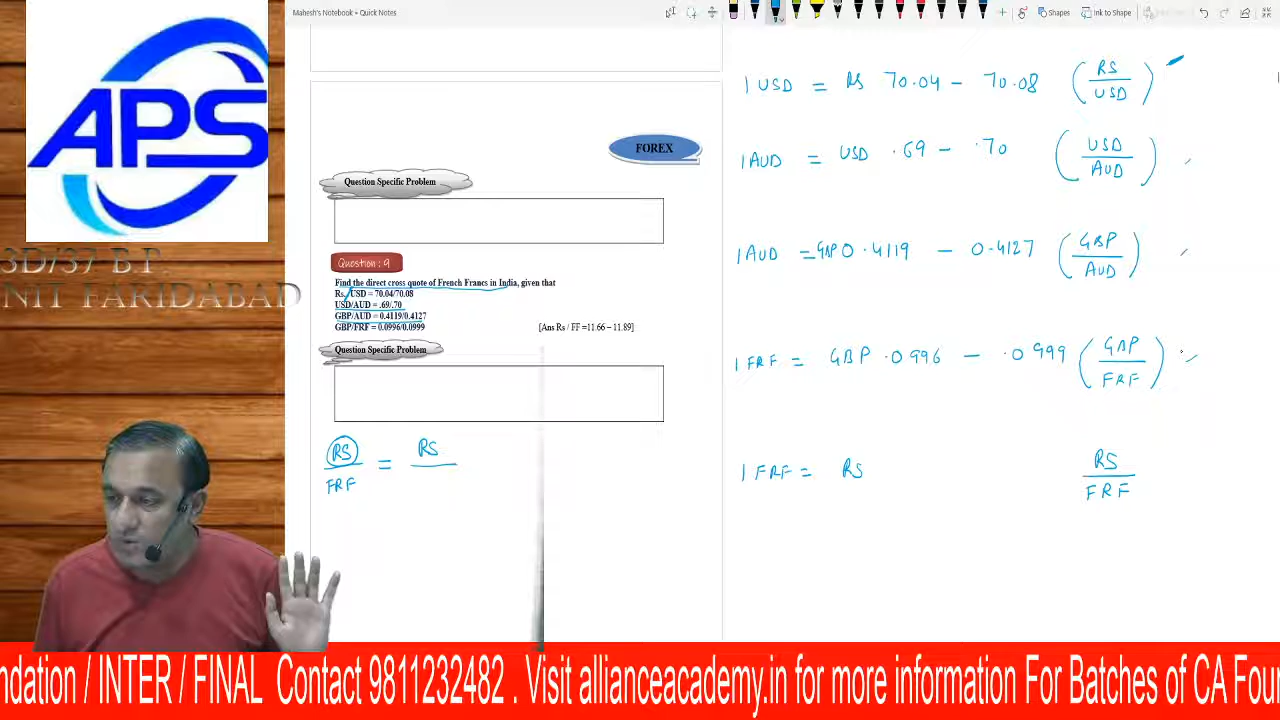 Mahesh's Notebook • Quick Notes
Shapes
Ink to Shape
APS
3D/37 B.P.
NIT FARIDABAD
FOREX
Question Specific Problem
Question : 9
Find the direct cross quote of French Francs in India, given that
Rs. /USD = 70.04/70.08
USD/AUD = .69/.70
GBP/AUD = 0.4119/0.4127
GBP/FRF = 0.0996/0.0999 [Ans Rs / FF =11.66 – 11.89]
Question Specific Problem
RS/FRF = RS
1 USD = RS 70.04 – 70.08 (RS/USD)
1 AUD = USD .69 – .70 (USD/AUD)
1 AUD = GBP 0.4119 – 0.4127 (GBP/AUD)
1 FRF = GBP .0996 – .0999 (GBP/FRF)
1 FRF = RS RS/FRF
ndation / INTER / FINAL Contact 9811232482 . Visit allianceacademy.in for more information For Batches of CA Four